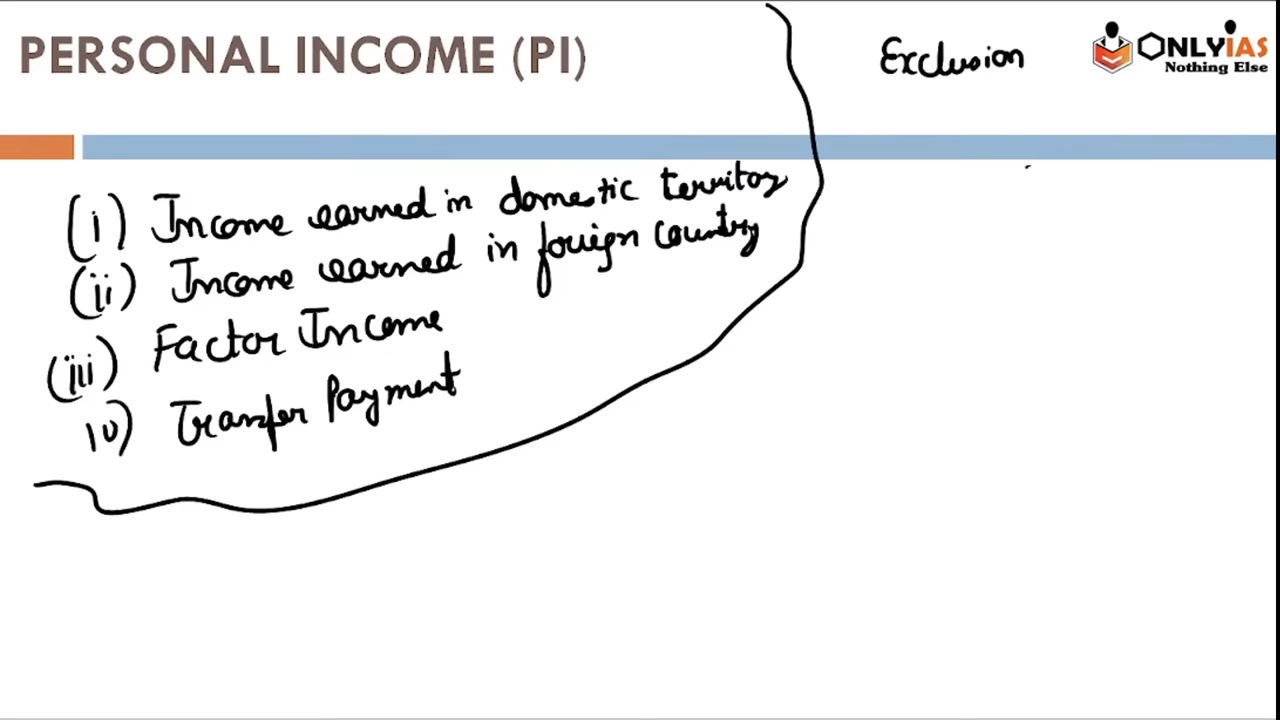 PERSONAL INCOME (PI)
Exclusion
ONLYIAS
Nothing Else
(i) Income earned in domestic territory
(ii) Income earned in foreign country
(iii) Factor Income
iv) Transfer Payment